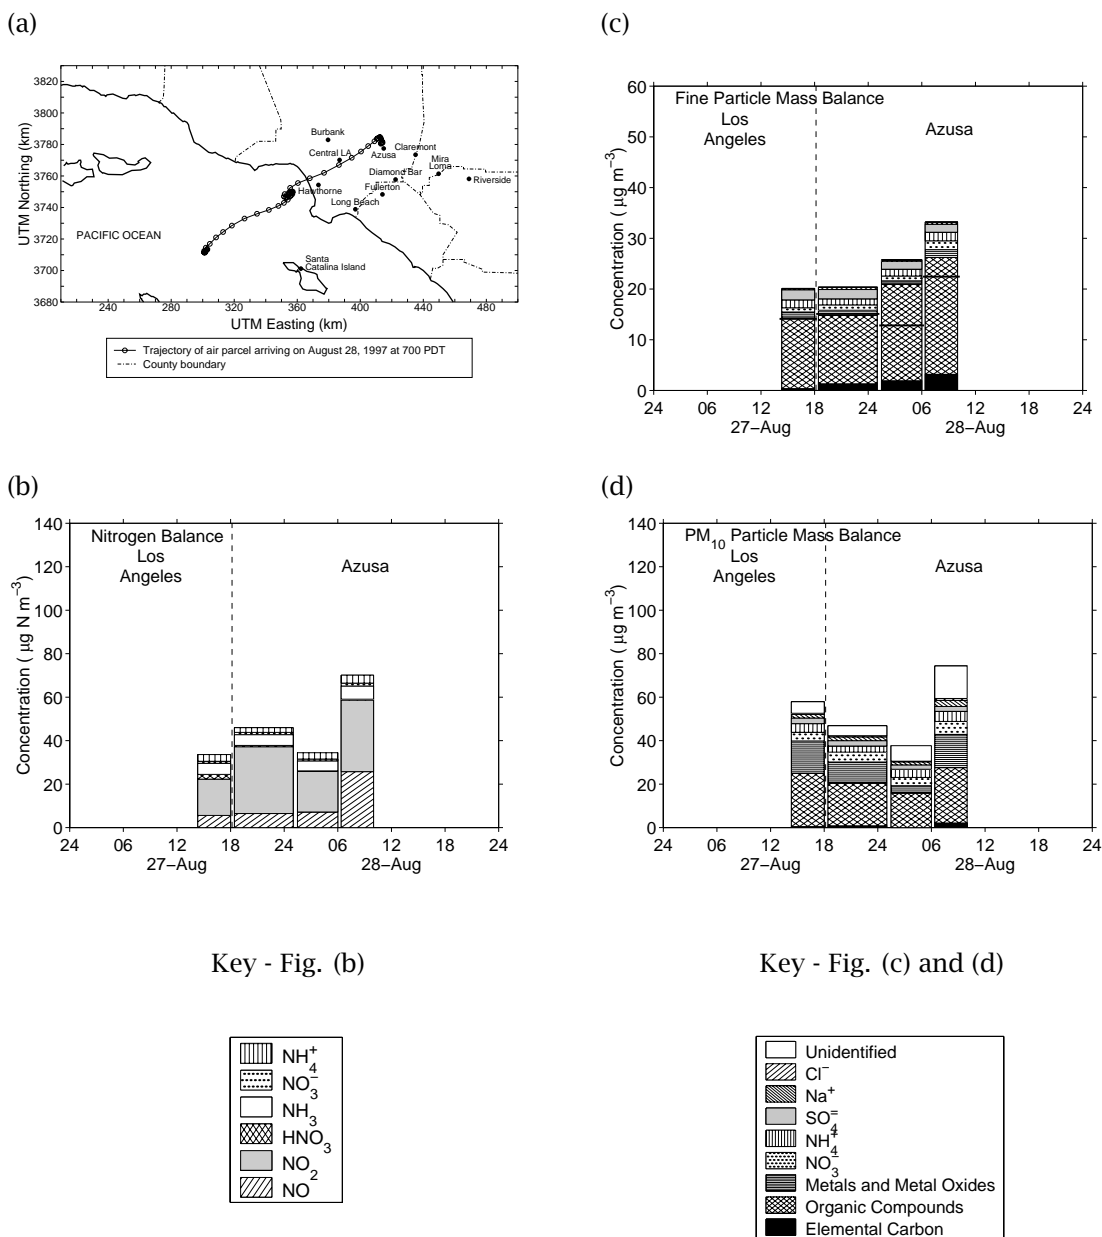 (a)
3820
3800
3780
3760
3740
3720
3700
3680
UTM Northing (km)
Burbank
Central LA
Azusa
Claremont
Mira
Loma
Diamond Bar
Riverside
Fullerton
Hawthorne
Long Beach
PACIFIC OCEAN
Santa
Catalina Island
240 280 320 360 400 440 480
UTM Easting (km)
Trajectory of air parcel arriving on August 28, 1997 at 700 PDT
County boundary
(c)
Fine Particle Mass Balance
Los
Angeles
Azusa
60
50
40
30
20
10
0
Concentration ( μg m−3)
24 06 12 18 24 06 12 18 24
27−Aug 28−Aug
(b)
Nitrogen Balance
Los
Angeles
Azusa
140
120
100
80
60
40
20
0
Concentration ( μg N m−3)
24 06 12 18 24 06 12 18 24
27−Aug 28−Aug
(d)
PM10 Particle Mass Balance
Los
Angeles
Azusa
140
120
100
80
60
40
20
0
Concentration ( μg m−3)
24 06 12 18 24 06 12 18 24
27−Aug 28−Aug
Key - Fig. (b)
NH4+
NO3−
NH3
HNO3
NO2
NO
Key - Fig. (c) and (d)
Unidentified
Cl−
Na+
SO4=
NH4+
NO3−
Metals and Metal Oxides
Organic Compounds
Elemental Carbon